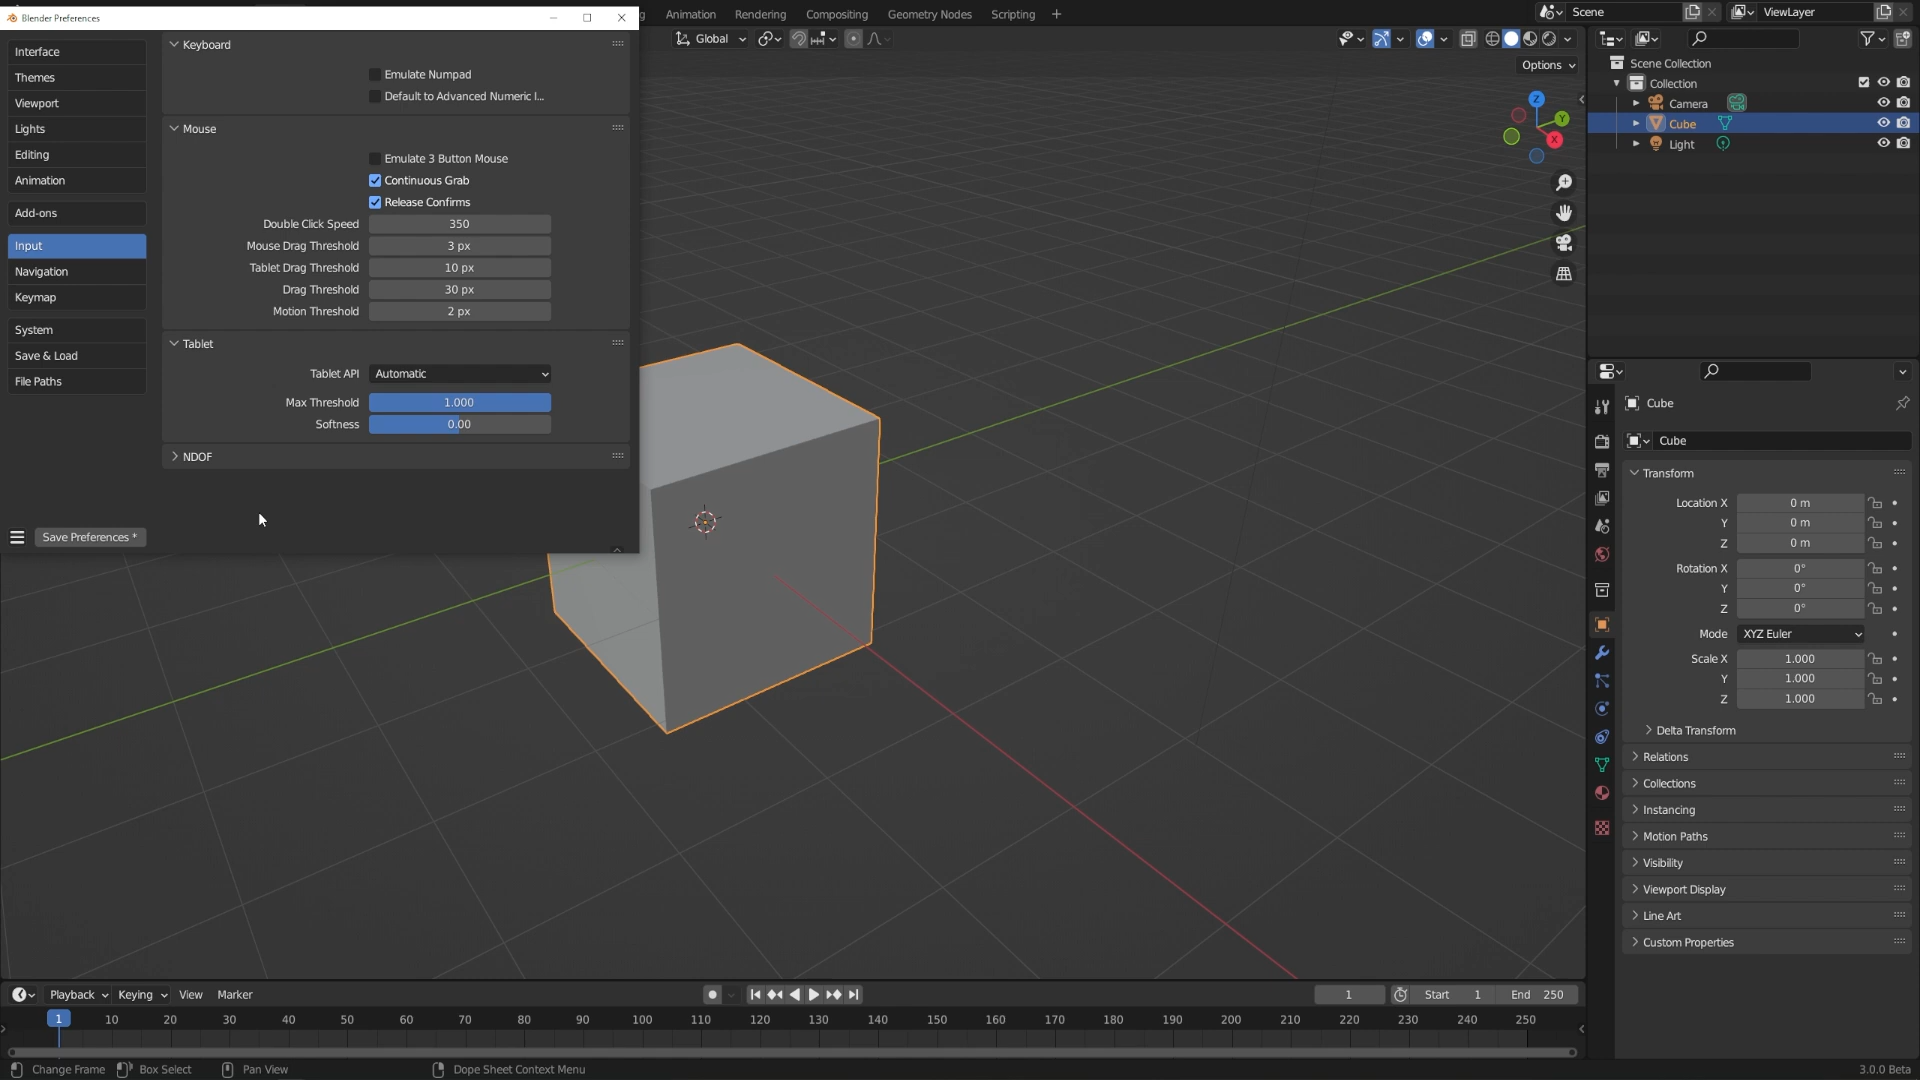 Blender Preferences
Interface
Themes
Viewport
Lights
Editing
Animation
Add-ons
Input
Navigation
Keymap
System
Save & Load
File Paths
Save Preferences *
Keyboard
Emulate Numpad
Default to Advanced Numeric I...
Mouse
Emulate 3 Button Mouse
Continuous Grab
Release Confirms
Double Click Speed 350
Mouse Drag Threshold 3 px
Tablet Drag Threshold 10 px
Drag Threshold 30 px
Motion Threshold 2 px
Tablet
Tablet API Automatic
Max Threshold 1.000
Softness 0.00
NDOF
Animation Rendering Compositing Geometry Nodes Scripting
Scene ViewLayer
Global
Options
Z
Y
X
Scene Collection
Collection
Camera
Cube
Light
Cube
Cube
Transform
Location X 0 m
Y 0 m
Z 0 m
Rotation X 0°
Y 0°
Z 0°
Mode XYZ Euler
Scale X 1.000
Y 1.000
Z 1.000
Delta Transform
Relations
Collections
Instancing
Motion Paths
Visibility
Viewport Display
Line Art
Custom Properties
Playback Keying View Marker
1 Start 1 End 250
1 10 20 30 40 50 60 70 80 90 100 110 120 130 140 150 160 170 180 190 200 210 220 230 240 250
Change Frame Box Select Pan View Dope Sheet Context Menu
3.0.0 Beta